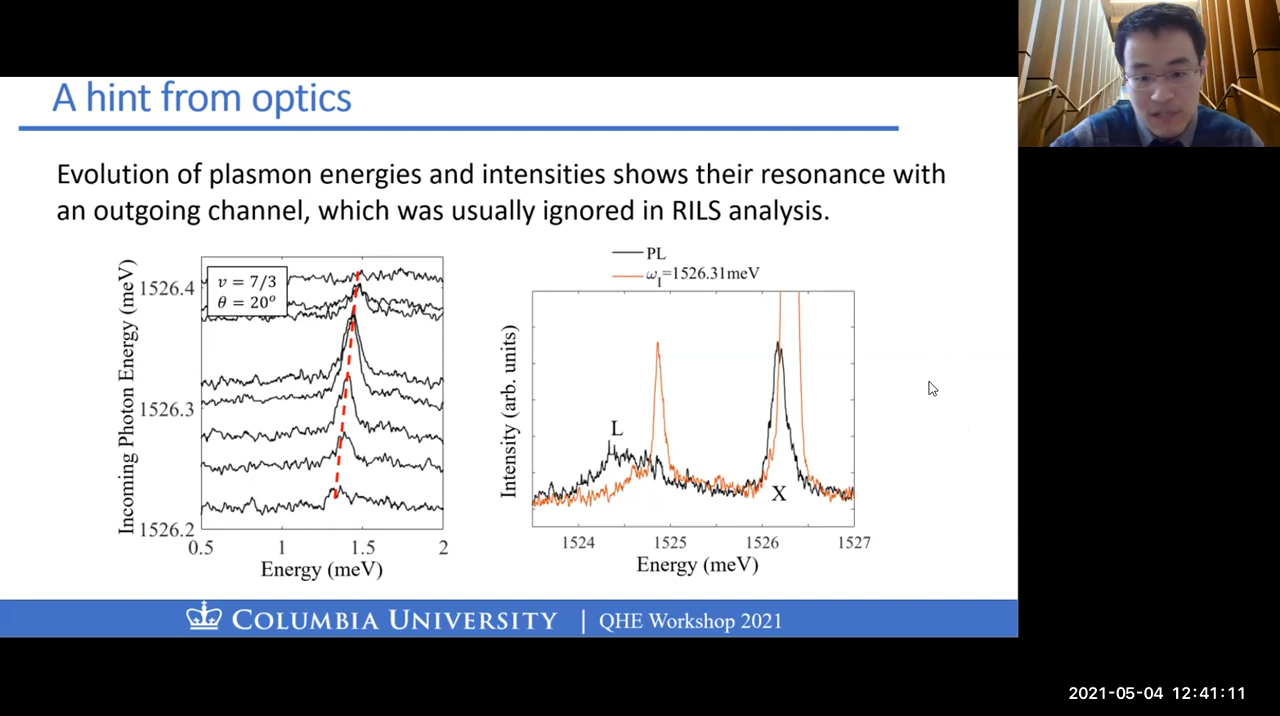 A hint from optics
Evolution of plasmon energies and intensities shows their resonance with
an outgoing channel, which was usually ignored in RILS analysis.
Incoming Photon Energy (meV)
1526.4
1526.3
1526.2
ν = 7/3
θ = 20°
0.5 1 1.5 2
Energy (meV)
PL
ω_I=1526.31meV
Intensity (arb. units)
L
X
1524 1525 1526 1527
Energy (meV)
COLUMBIA UNIVERSITY | QHE Workshop 2021
2021-05-04 12:41:11